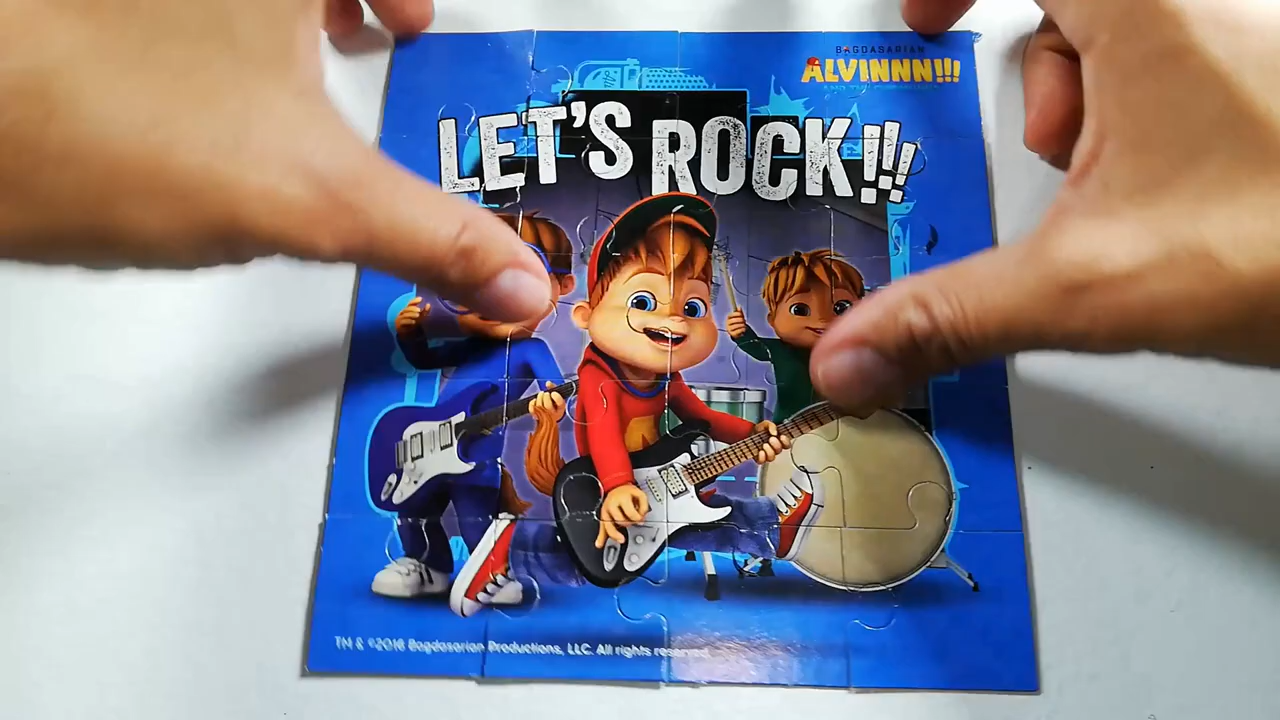 BAGDASARIAN
ALVINNN!!!
LET'S ROCK!!!
TM & ©2016 Bagdasarian Productions, LLC. All rights reserved.